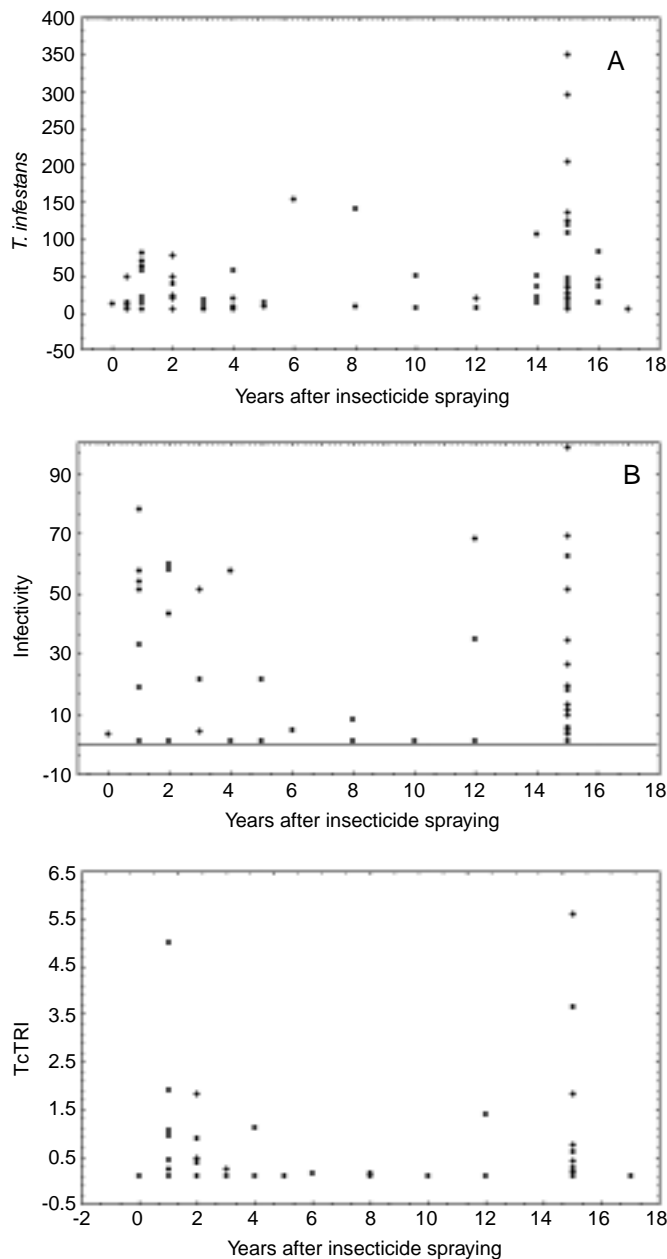 400
A
350
300
250
200
150
100
50
0
-50
T. infestans
0 2 4 6 8 10 12 14 16 18
Years after insecticide spraying
B
90
70
50
30
10
-10
Infectivity
0 2 4 6 8 10 12 14 16 18
Years after insecticide spraying
6.5
5.5
4.5
3.5
2.5
1.5
0.5
-0.5
TcTRI
-2 0 2 4 6 8 10 12 14 16 18
Years after insecticide spraying